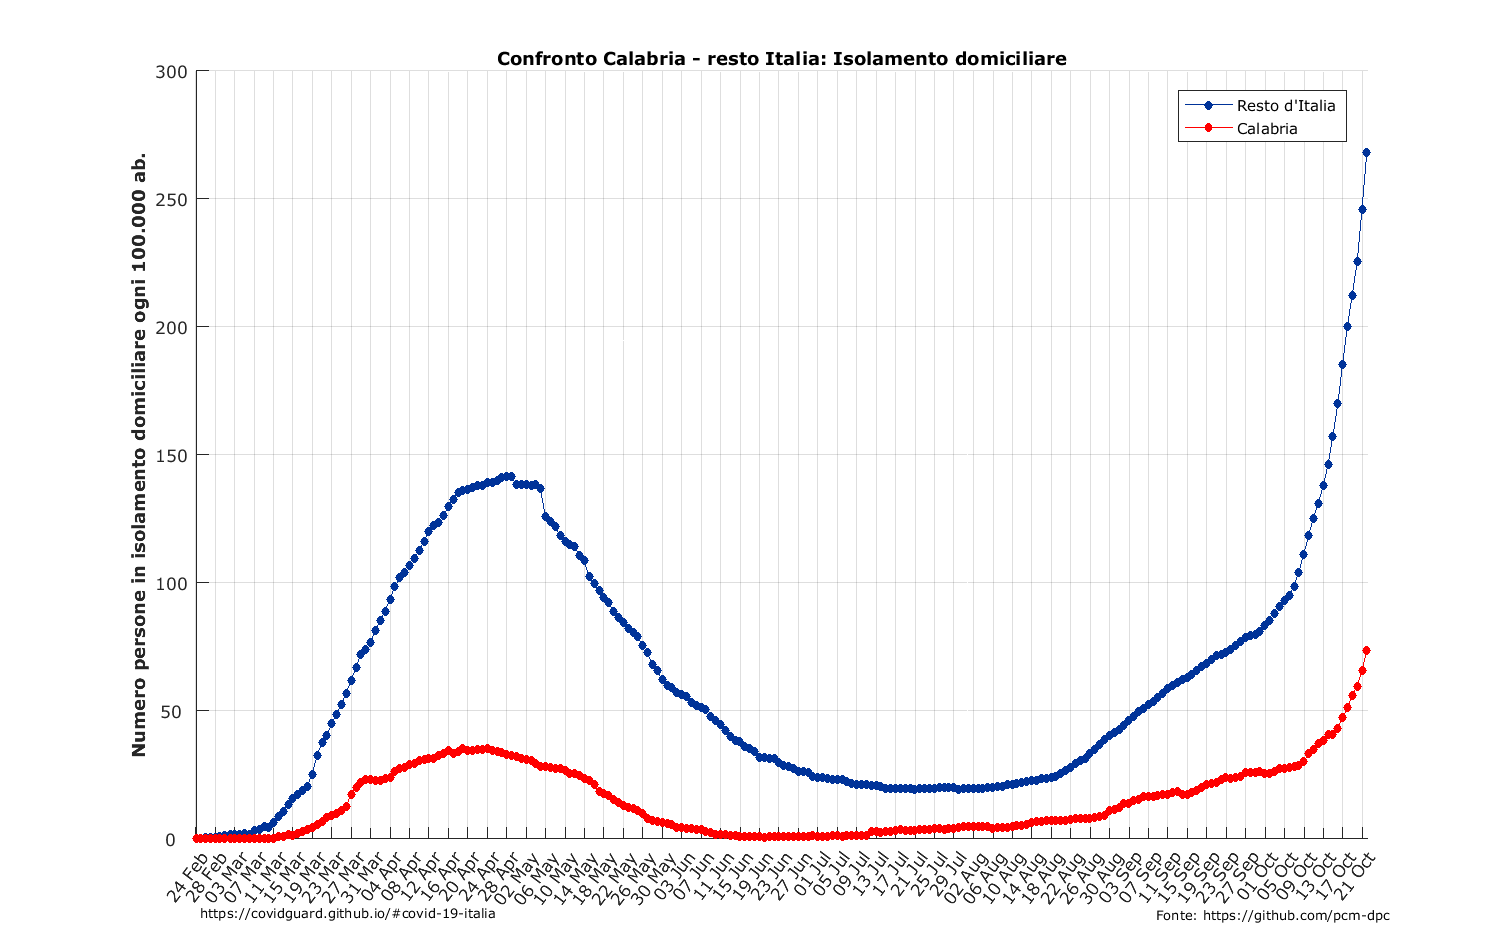 Confronto Calabria - resto Italia: Isolamento domiciliare
Numero persone in isolamento domiciliare ogni 100.000 ab.
300
250
200
150
100
50
0
Resto d'Italia
Calabria
24 Feb
28 Feb
03 Mar
07 Mar
11 Mar
15 Mar
19 Mar
23 Mar
27 Mar
31 Mar
04 Apr
08 Apr
12 Apr
16 Apr
20 Apr
24 Apr
28 Apr
02 May
06 May
10 May
14 May
18 May
22 May
26 May
30 May
03 Jun
07 Jun
11 Jun
15 Jun
19 Jun
23 Jun
27 Jun
01 Jul
05 Jul
09 Jul
13 Jul
17 Jul
21 Jul
25 Jul
29 Jul
02 Aug
06 Aug
10 Aug
14 Aug
18 Aug
22 Aug
26 Aug
30 Aug
03 Sep
07 Sep
11 Sep
15 Sep
19 Sep
23 Sep
27 Sep
01 Oct
05 Oct
09 Oct
13 Oct
17 Oct
21 Oct
https://covidguard.github.io/#covid-19-italia
Fonte: https://github.com/pcm-dpc